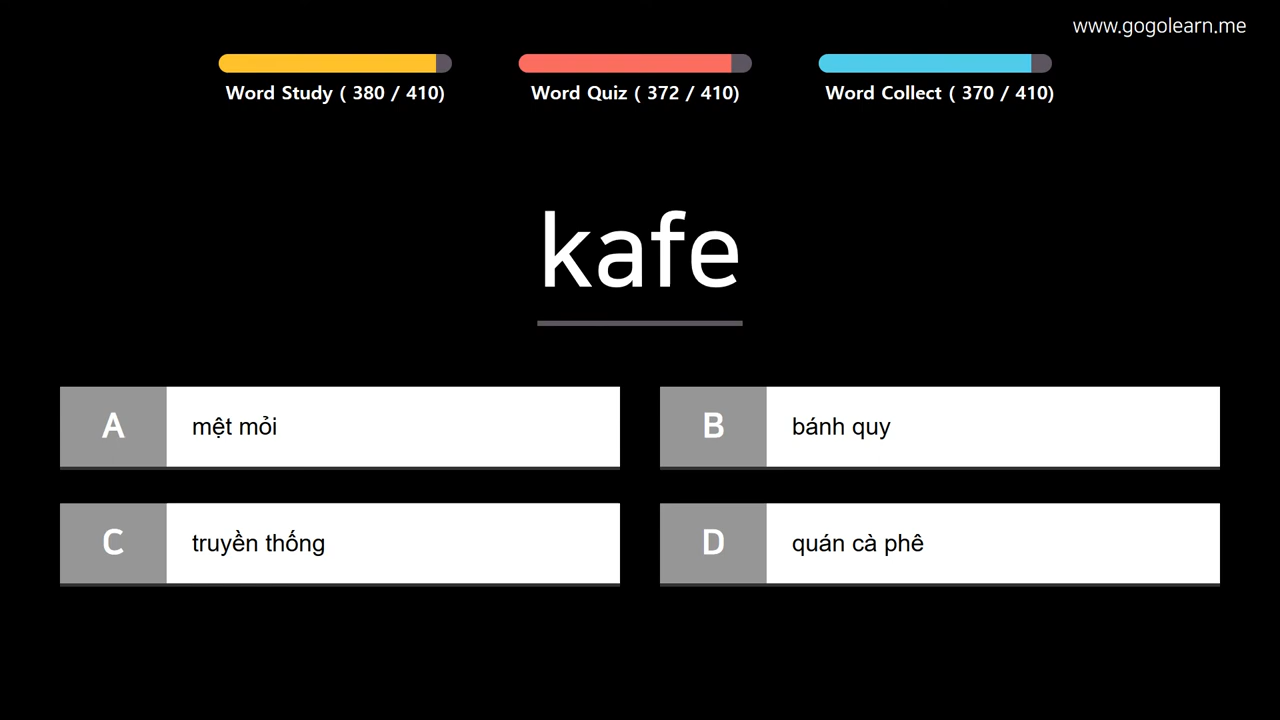 www.gogolearn.me
Word Study ( 380 / 410)
Word Quiz ( 372 / 410)
Word Collect ( 370 / 410)
kafe
A
mệt mỏi
B
bánh quy
C
truyền thống
D
quán cà phê